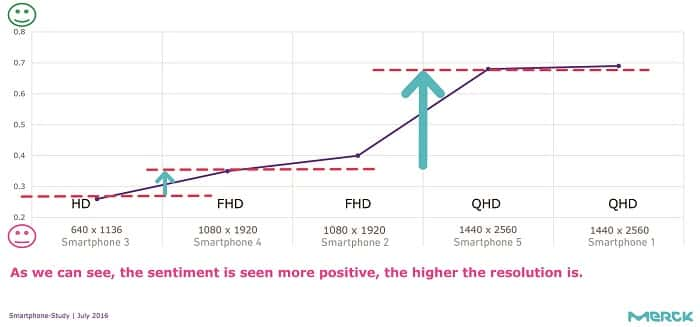 0.8
0.7
0.6
0.5
0.4
0.3
0.2
HD FHD FHD QHD QHD
640 x 1136 1080 x 1920 1080 x 1920 1440 x 2560 1440 x 2560
Smartphone 3 Smartphone 4 Smartphone 2 Smartphone 5 Smartphone 1
As we can see, the sentiment is seen more positive, the higher the resolution is.
Smartphone-Study | July 2016
MERCK